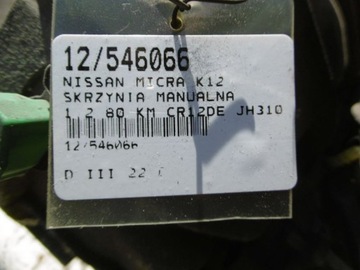 12/546066
NISSAN MICRA K12
SKRZYNIA MANUALNA
1 2 80 KM CR12DE JH310
12/546066
D III 22